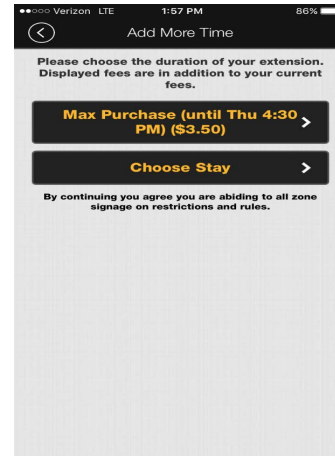 Verizon LTE 1:57 PM 86%
Add More Time
Please choose the duration of your extension.
Displayed fees are in addition to your current
fees.
Max Purchase (until Thu 4:30
PM) ($3.50)
Choose Stay
By continuing you agree you are abiding to all zone
signage on restrictions and rules.